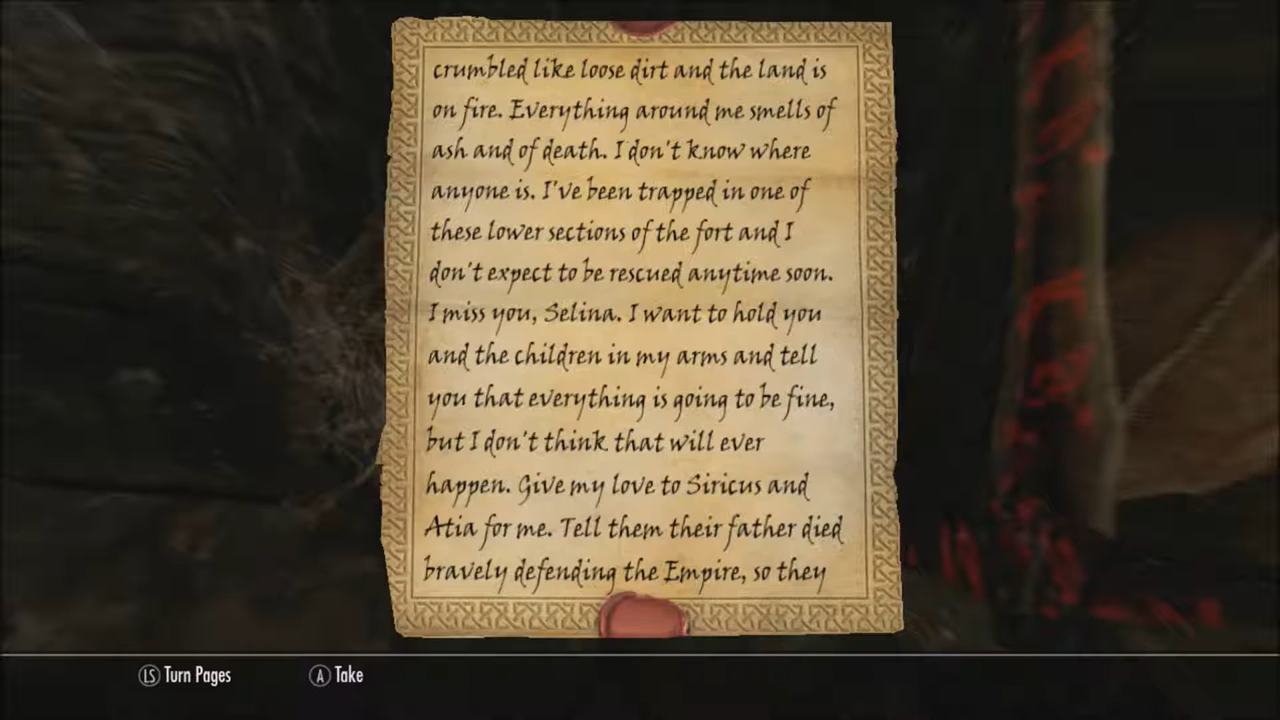 crumbled like loose dirt and the land is
on fire. Everything around me smells of
ash and of death. I don't know where
anyone is. I've been trapped in one of
these lower sections of the fort and I
don't expect to be rescued anytime soon.
I miss you, Selina. I want to hold you
and the children in my arms and tell
you that everything is going to be fine,
but I don't think that will ever
happen. Give my love to Siricus and
Atia for me. Tell them their father died
bravely defending the Empire, so they
LS Turn Pages A Take